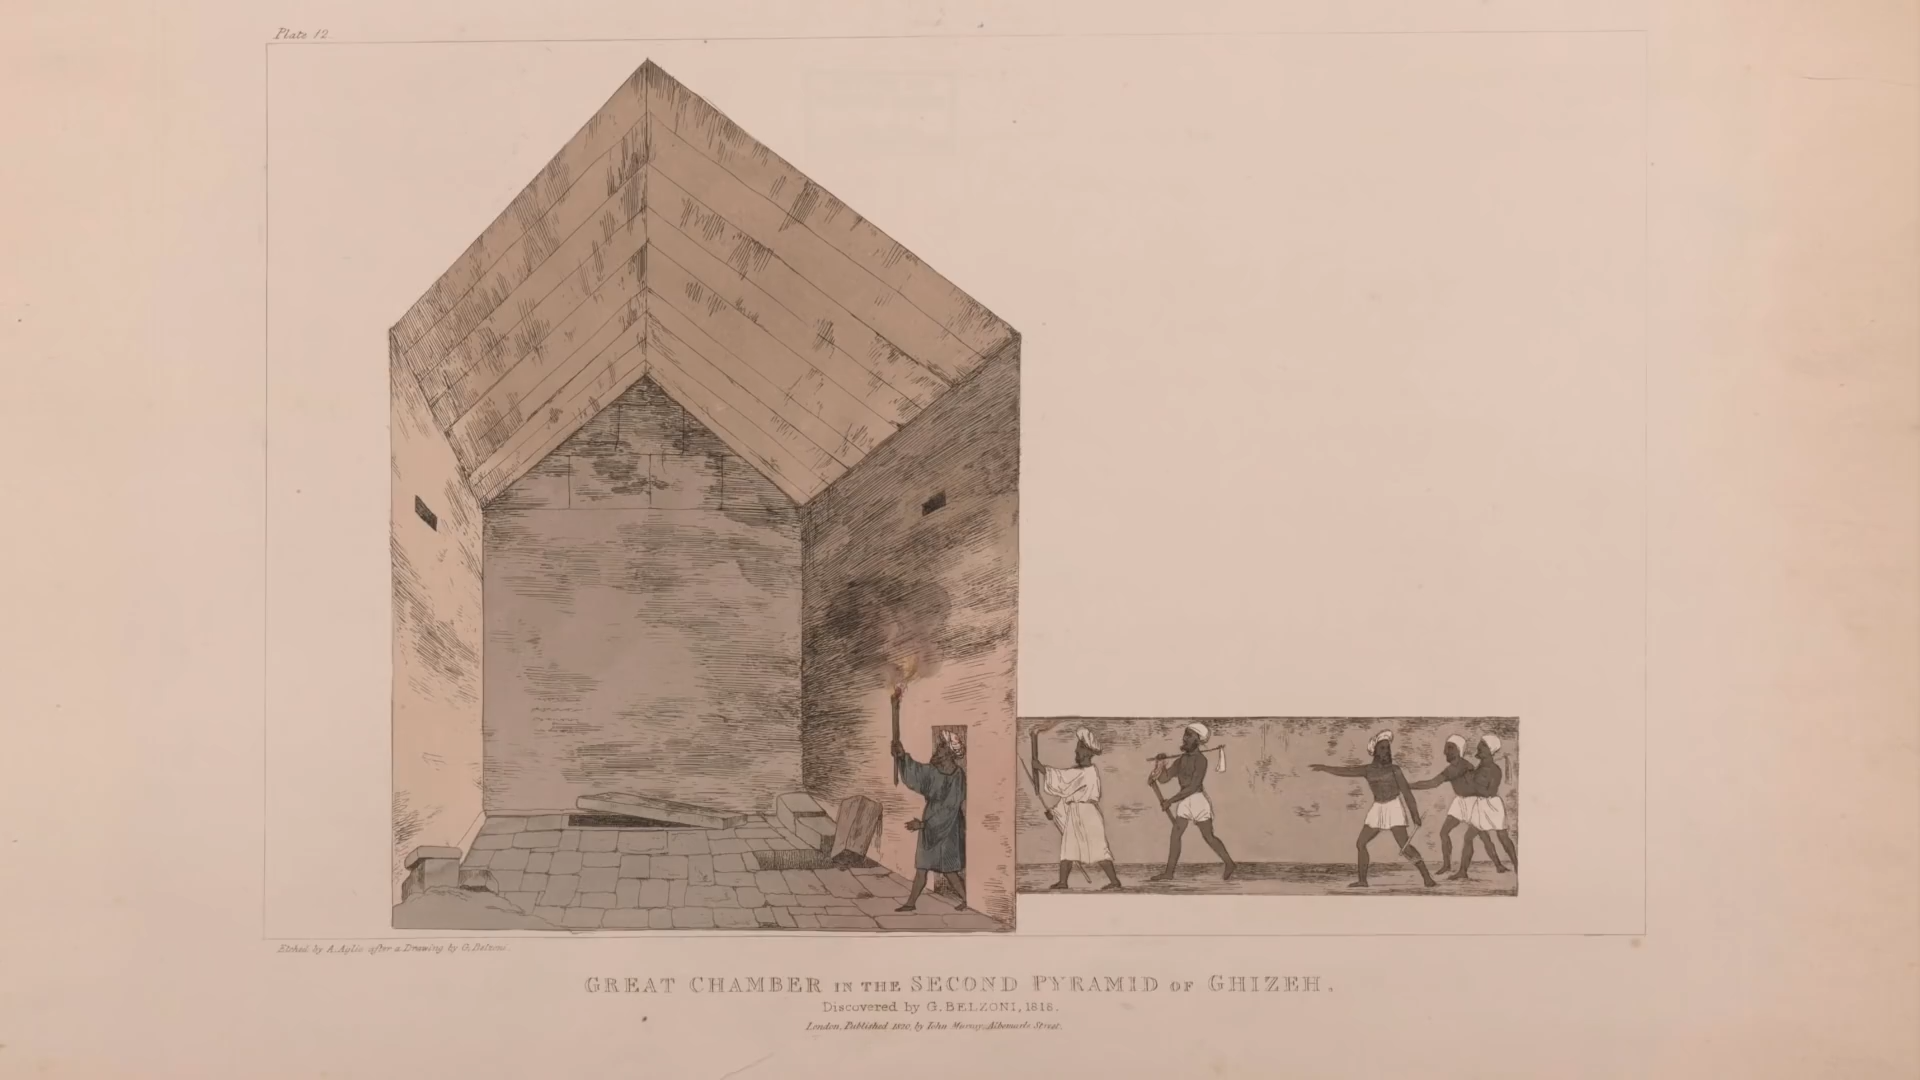 Plate 12.
Etched by A. Aglio after a Drawing by G. Belzoni.
GREAT CHAMBER IN THE SECOND PYRAMID OF GHIZEH.
Discovered by G. BELZONI, 1818.
London, Published 1820, by John Murray, Albemarle Street.